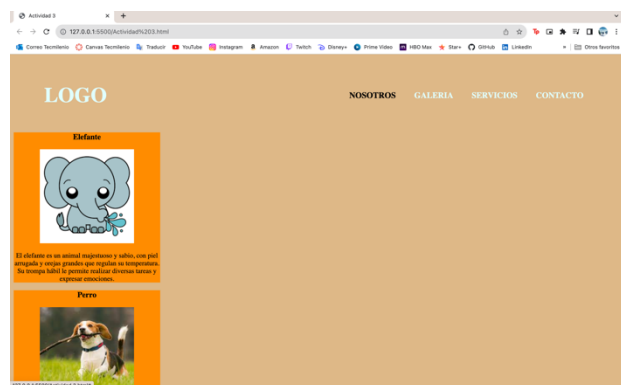 Actividad 3
127.0.0.1:5500/Actividad%203.html
Correo Tecmilenio Canvas Tecmilenio Traducir YouTube Instagram Amazon Twitch Disney+ Prime Video HBO Max Star+ GitHub LinkedIn » Otros favoritos
LOGO NOSOTROS GALERIA SERVICIOS CONTACTO
Elefante
El elefante es un animal majestuoso y sabio, con piel
arrugada y orejas grandes que regulan su temperatura.
Su trompa hábil le permite realizar diversas tareas y
expresar emociones.
Perro